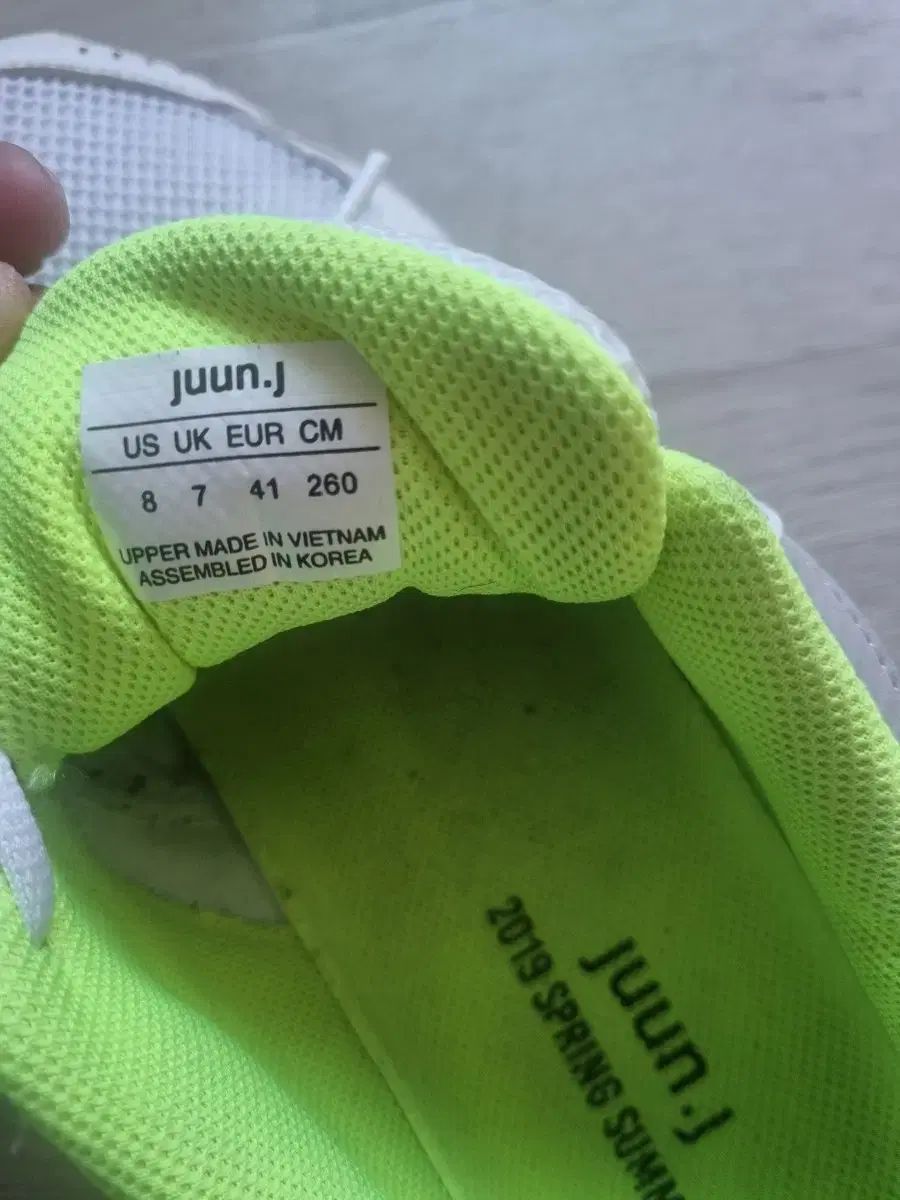 juun.j
US UK EUR CM
8 7 41 260
UPPER MADE IN VIETNAM
ASSEMBLED IN KOREA
juun.j
2019 SPRING SUMM